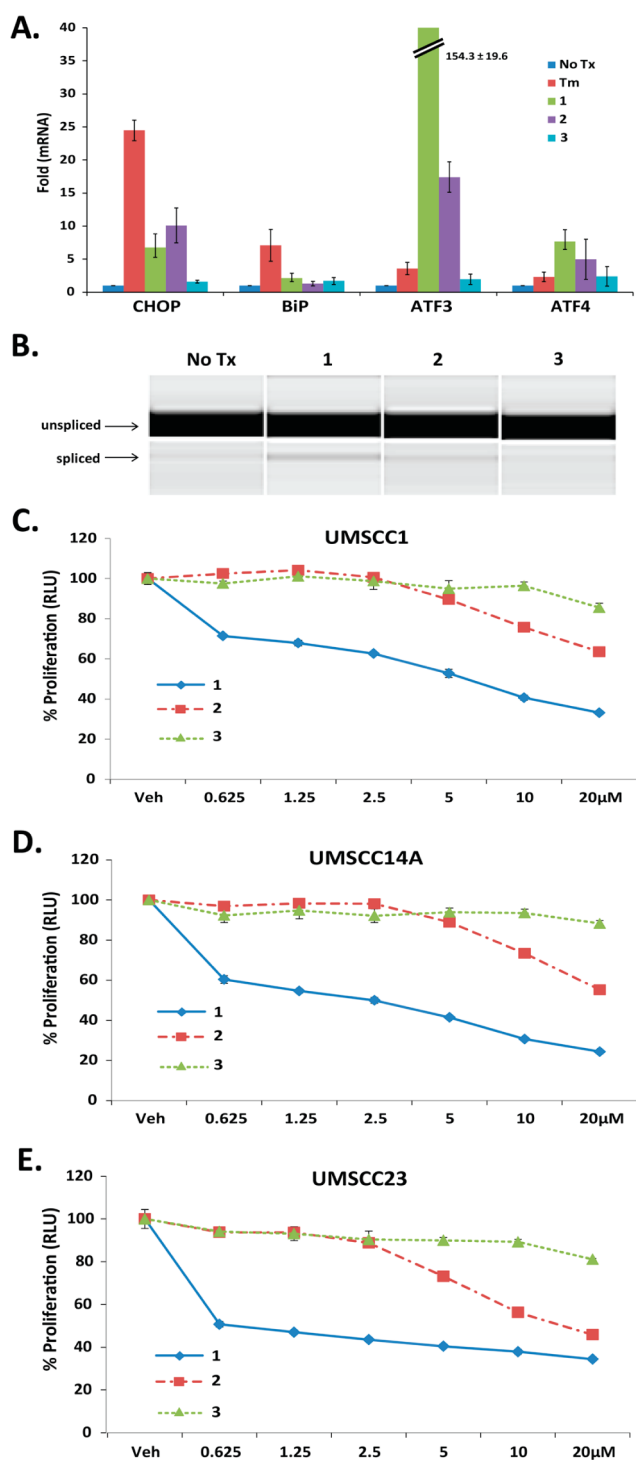 A.
Fold (mRNA)
40
35
30
25
20
15
10
5
0
154.3 ± 19.6
No Tx
Tm
1
2
3
CHOP BiP ATF3 ATF4
B.
No Tx 1 2 3
unspliced
spliced
C.
UMSCC1
% Proliferation (RLU)
120
100
80
60
40
20
0
1
2
3
Veh 0.625 1.25 2.5 5 10 20µM
D.
UMSCC14A
% Proliferation (RLU)
120
100
80
60
40
20
0
1
2
3
Veh 0.625 1.25 2.5 5 10 20µM
E.
UMSCC23
% Proliferation (RLU)
120
100
80
60
40
20
0
1
2
3
Veh 0.625 1.25 2.5 5 10 20µM